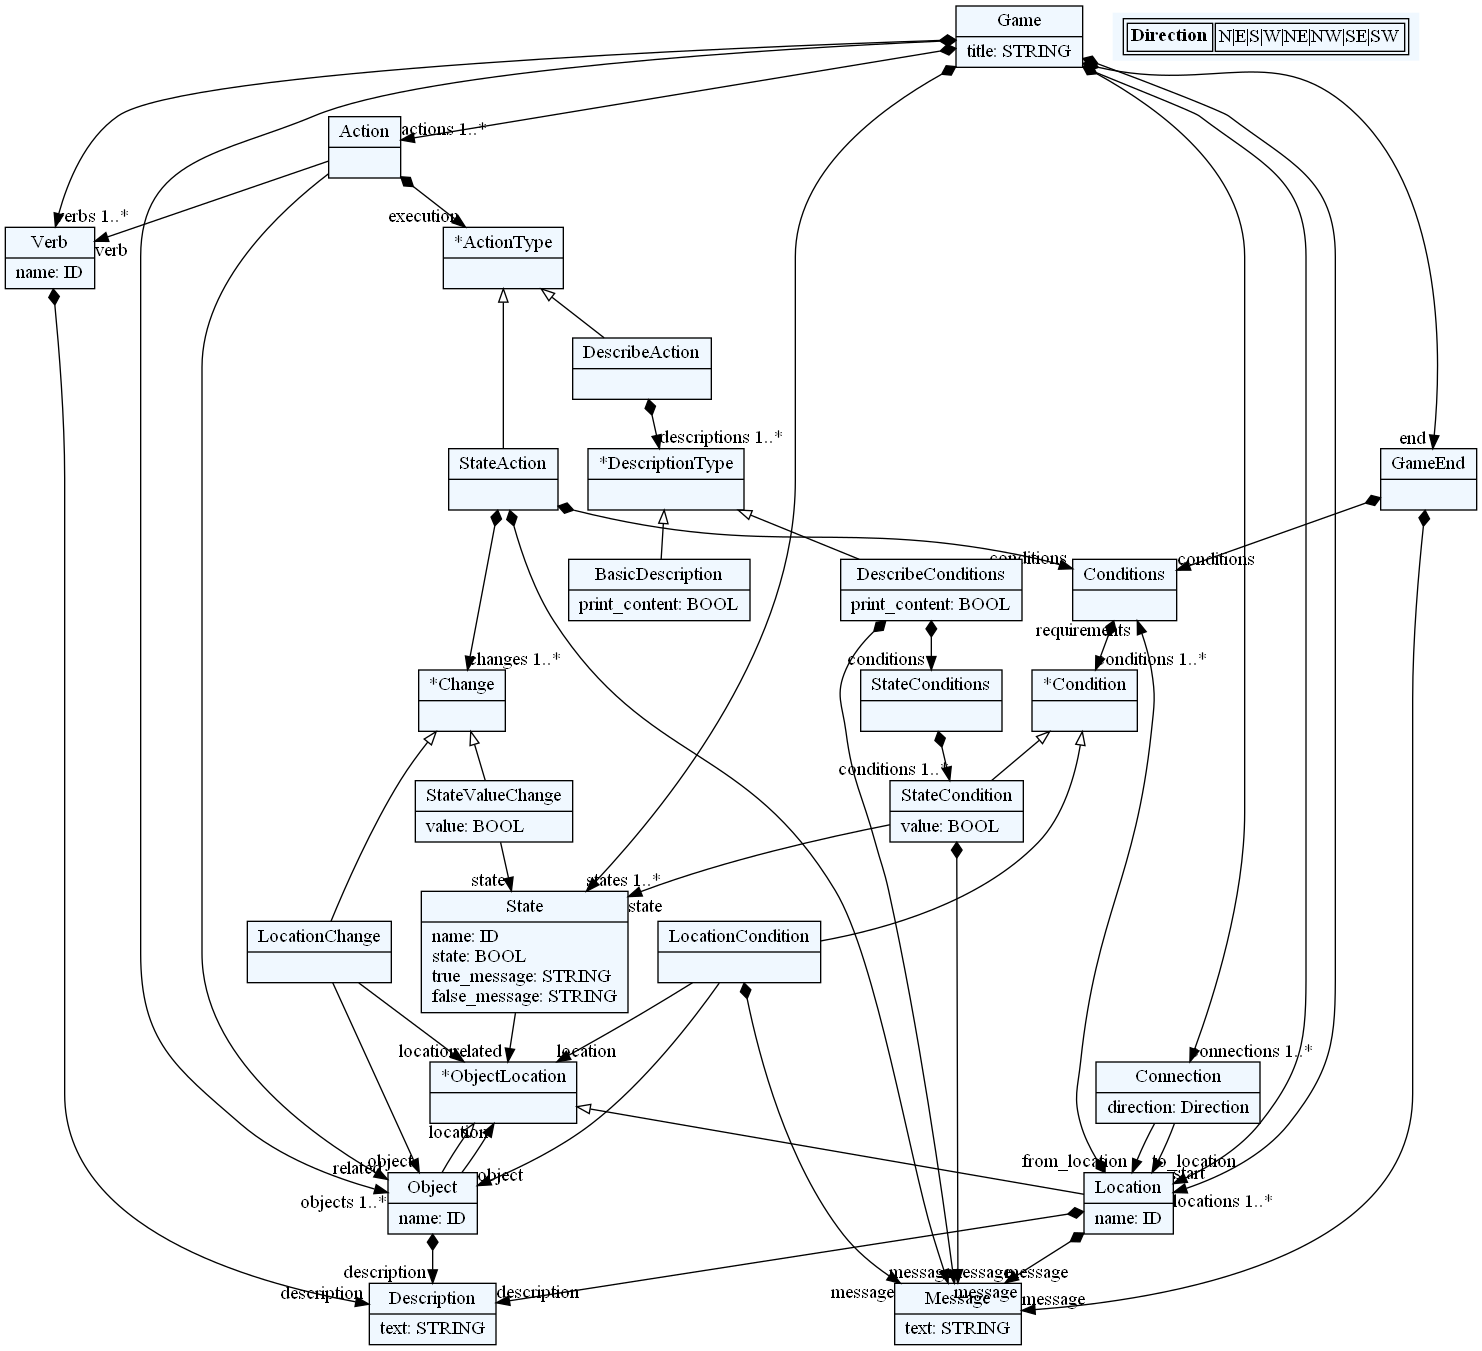 Game
title: STRING
Direction N|E|S|W|NE|NW|SE|SW
Action
actions 1..*
execution
erbs 1..*
Verb
name: ID
verb
*ActionType
DescribeAction
descriptions 1..*
end
StateAction
*DescriptionType
GameEnd
conditions
conditions
BasicDescription
print_content: BOOL
DescribeConditions
print_content: BOOL
Conditions
requirements
changes 1..*
conditions
conditions 1..*
*Change
StateConditions
*Condition
conditions 1..*
StateValueChange
value: BOOL
StateCondition
value: BOOL
state
states 1..*
state
State
name: ID
state: BOOL
true_message: STRING
false_message: STRING
LocationChange
LocationCondition
location
related
location
onnections 1..*
*ObjectLocation
Connection
direction: Direction
location
object
related
object
from_location
to_location
start
objects 1..*
Object
name: ID
Location
name: ID
locations 1..*
description
description
description
message
message
message
message
message
message
Description
text: STRING
Message
text: STRING